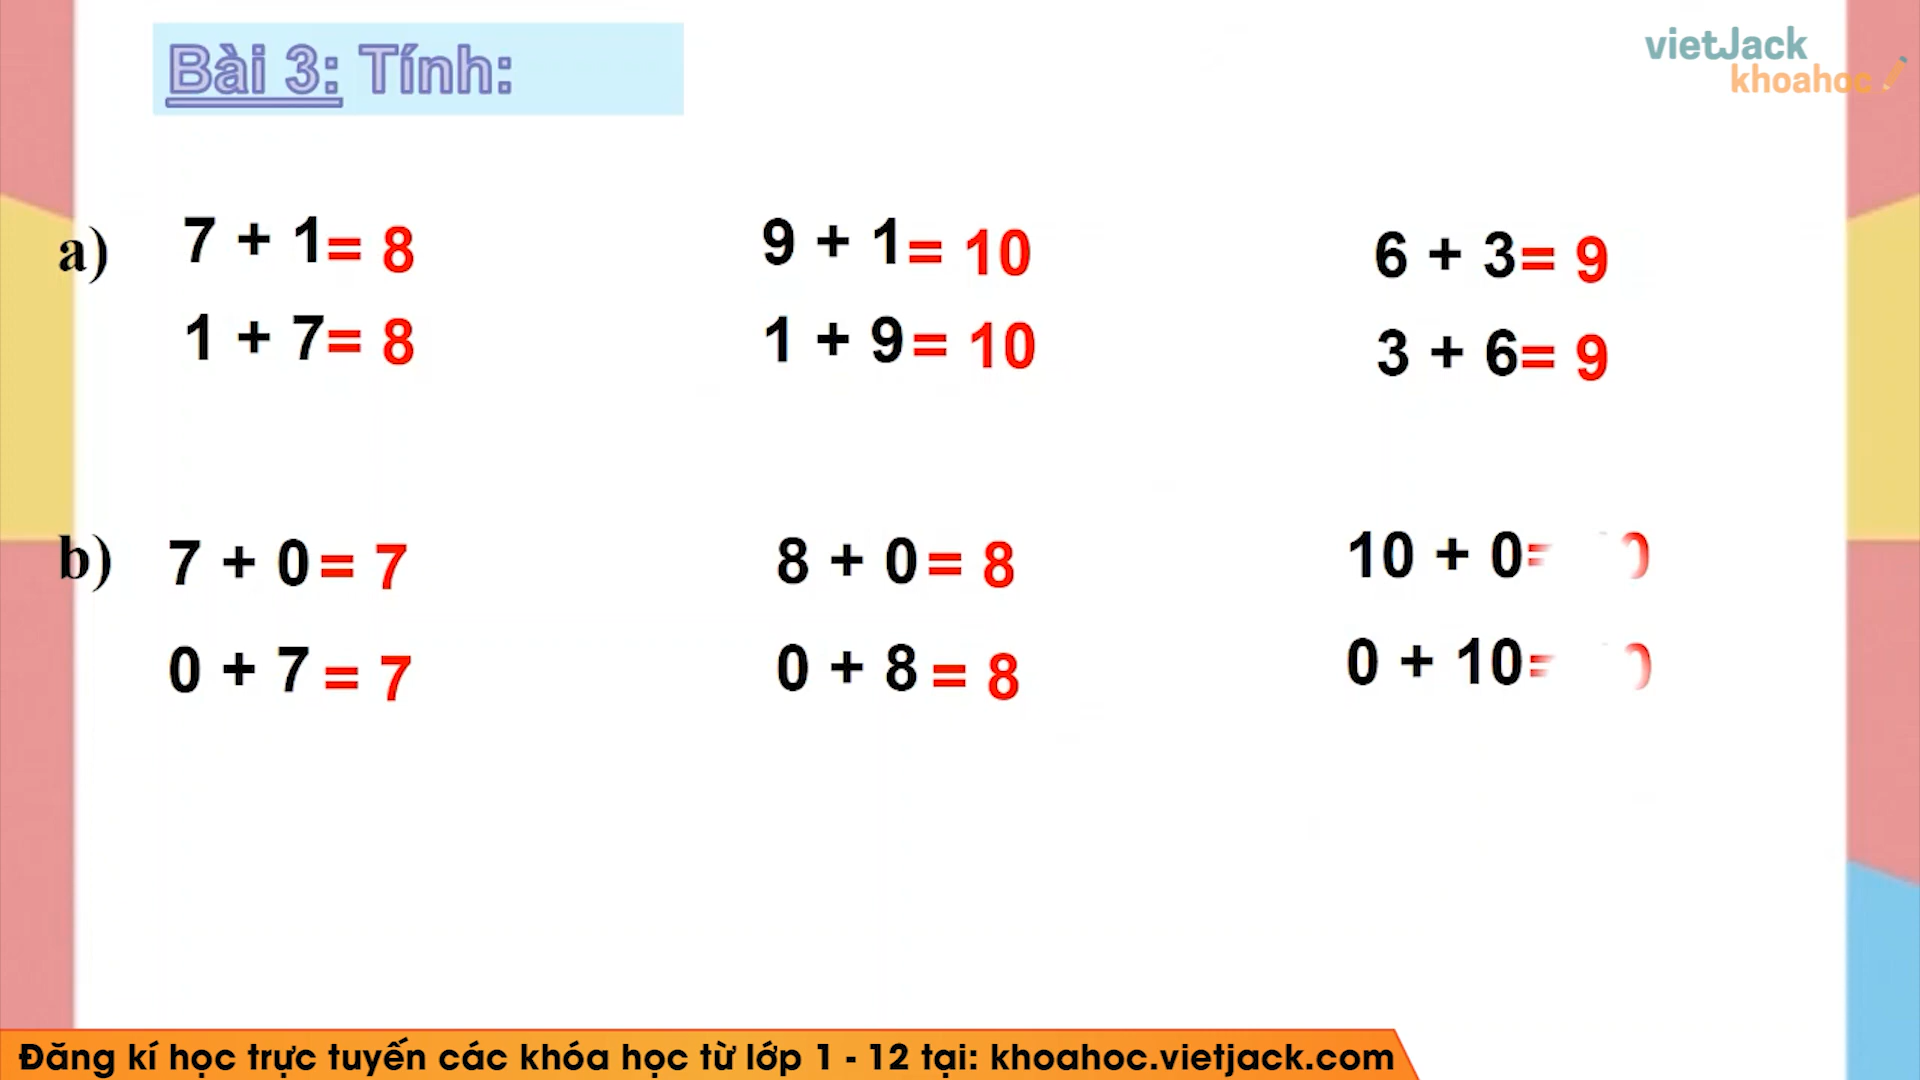 Bài 3: Tính:
vietJack
khoahoc
a) 7 + 1 = 8 9 + 1 = 10 6 + 3 = 9
1 + 7 = 8 1 + 9 = 10 3 + 6 = 9
b) 7 + 0 = 7 8 + 0 = 8 10 + 0 =
0 + 7 = 7 0 + 8 = 8 0 + 10 =
Đăng kí học trực tuyến các khóa học từ lớp 1 - 12 tại: khoahoc.vietjack.com